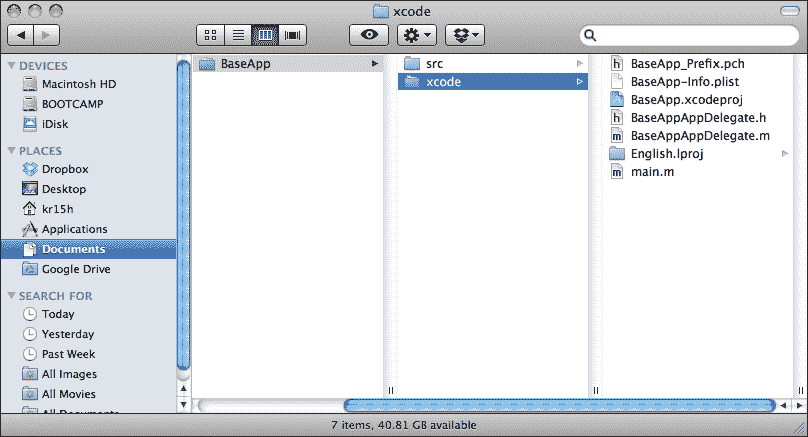 xcode
DEVICES
Macintosh HD
BOOTCAMP
iDisk
PLACES
Dropbox
Desktop
kr15h
Applications
Documents
Google Drive
SEARCH FOR
Today
Yesterday
Past Week
All Images
All Movies
All Documents
BaseApp
src
xcode
BaseApp_Prefix.pch
BaseApp-Info.plist
BaseApp.xcodeproj
BaseAppAppDelegate.h
BaseAppAppDelegate.m
English.lproj
main.m
7 items, 40.81 GB available